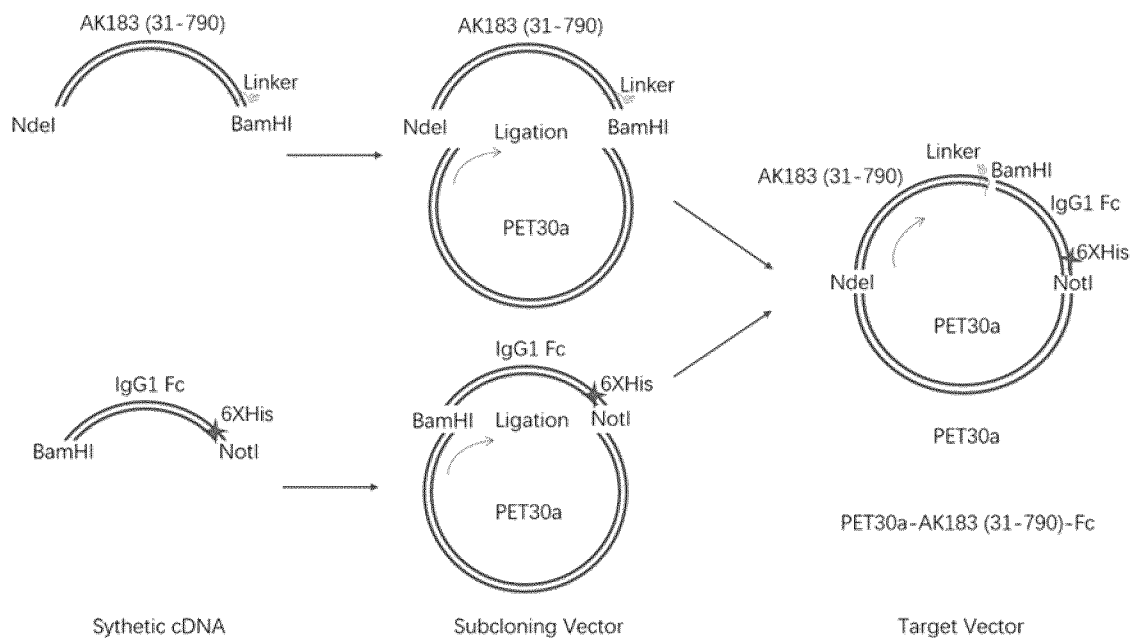 AK183 (31-790)
Linker
NdeI
BamHI
AK183 (31-790)
Linker
NdeI
Ligation
BamHI
PET30a
IgG1 Fc
6XHis
BamHI
NotI
IgG1 Fc
6XHis
BamHI
Ligation
NotI
PET30a
AK183 (31-790)
Linker
BamHI
IgG1 Fc
6XHis
NdeI
NotI
PET30a
PET30a
PET30a-AK183 (31-790)-Fc
Sythetic cDNA
Subcloning Vector
Target Vector